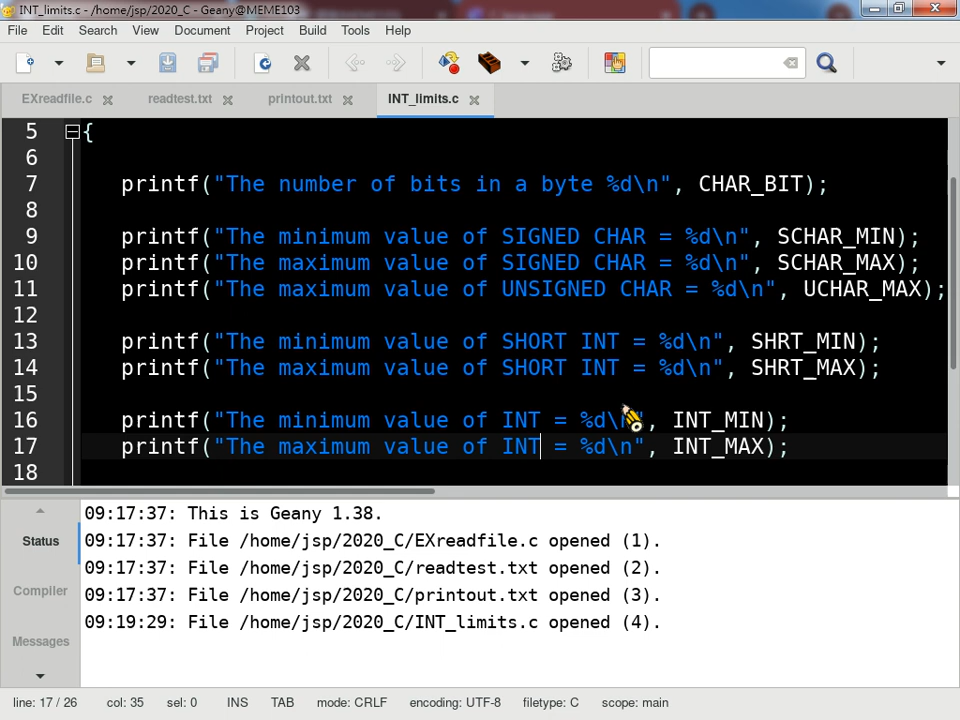 INT_limits.c - /home/jsp/2020_C/ - Geany@MEME103
File Edit Search View Document Project Build Tools Help
EXreadfile.c readtest.txt printout.txt INT_limits.c
5 {
6
7 printf("The number of bits in a byte %d\n", CHAR_BIT);
8
9 printf("The minimum value of SIGNED CHAR = %d\n", SCHAR_MIN);
10 printf("The maximum value of SIGNED CHAR = %d\n", SCHAR_MAX);
11 printf("The maximum value of UNSIGNED CHAR = %d\n", UCHAR_MAX);
12
13 printf("The minimum value of SHORT INT = %d\n", SHRT_MIN);
14 printf("The maximum value of SHORT INT = %d\n", SHRT_MAX);
15
16 printf("The minimum value of INT = %d\n", INT_MIN);
17 printf("The maximum value of INT = %d\n", INT_MAX);
18
Status
Compiler
Messages
09:17:37: This is Geany 1.38.
09:17:37: File /home/jsp/2020_C/EXreadfile.c opened (1).
09:17:37: File /home/jsp/2020_C/readtest.txt opened (2).
09:17:37: File /home/jsp/2020_C/printout.txt opened (3).
09:19:29: File /home/jsp/2020_C/INT_limits.c opened (4).
line: 17 / 26 col: 35 sel: 0 INS TAB mode: CRLF encoding: UTF-8 filetype: C scope: main